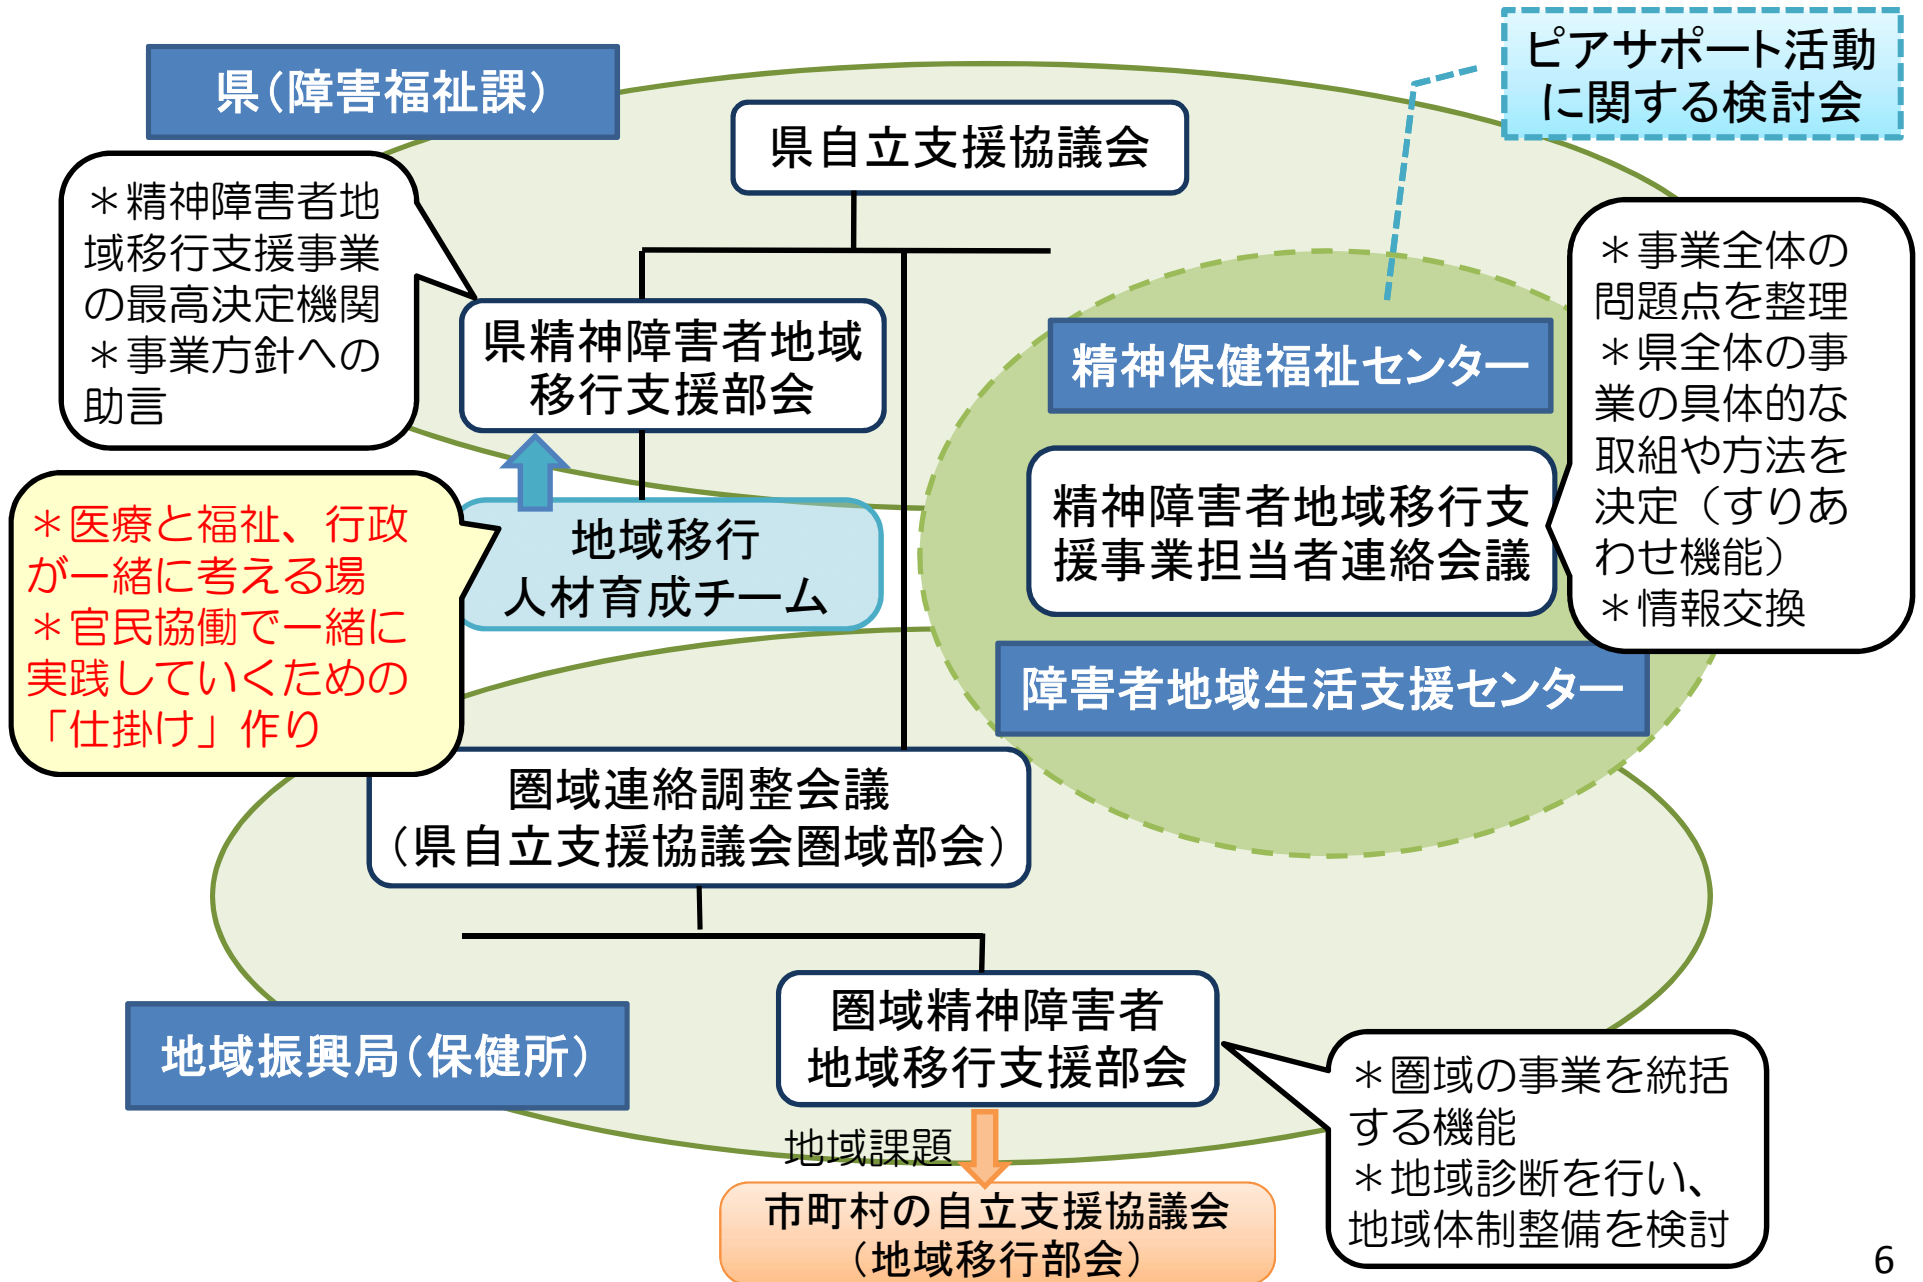 県（障害福祉課）
ピアサポート活動
に関する検討会
県自立支援協議会
＊精神障害者地
域移行支援事業
の最高決定機関
＊事業方針への
助言
県精神障害者地域
移行支援部会
精神保健福祉センター
＊事業全体の
問題点を整理
＊県全体の事
業の具体的な
取組や方法を
決定（すりあ
わせ機能）
＊情報交換
精神障害者地域移行支
援事業担当者連絡会議
＊医療と福祉、行政
が一緒に考える場
＊官民協働で一緒に
実践していくための
「仕掛け」作り
地域移行
人材育成チーム
障害者地域生活支援センター
圏域連絡調整会議
（県自立支援協議会圏域部会）
地域振興局（保健所）
圏域精神障害者
地域移行支援部会
＊圏域の事業を統括
する機能
＊地域診断を行い、
地域体制整備を検討
地域課題
市町村の自立支援協議会
（地域移行部会）
6